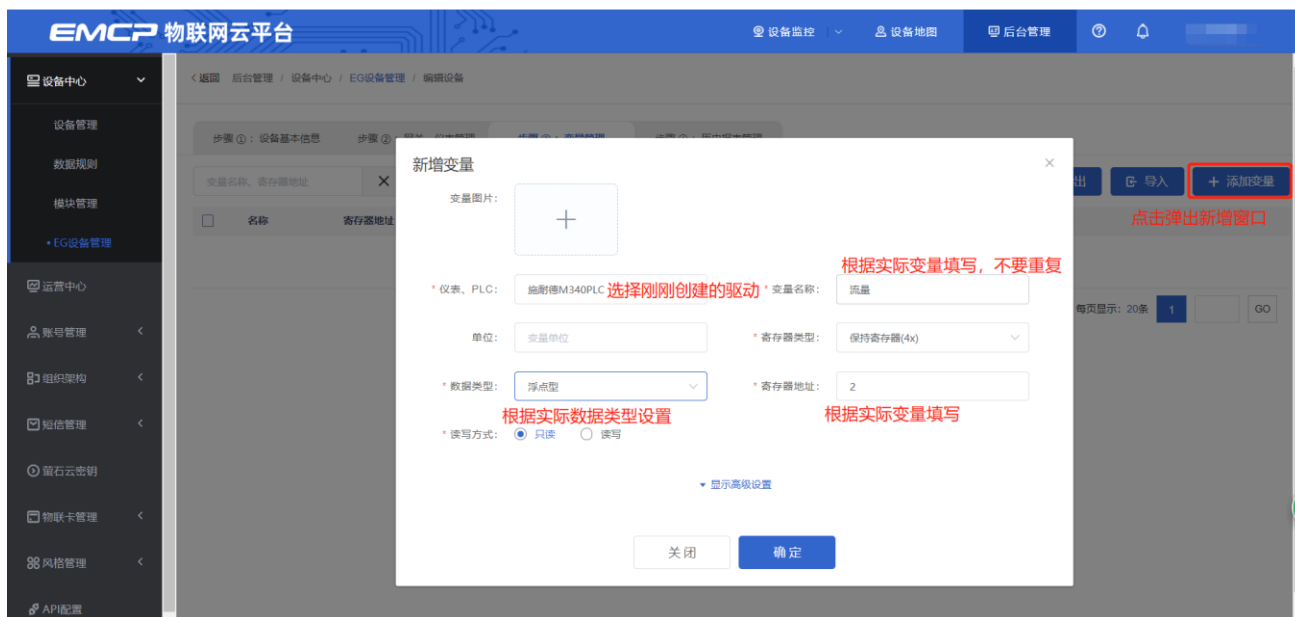 EMCP 物联网云平台
设备监控
设备地图
后台管理
设备中心
设备管理
数据规则
模块管理
• EG设备管理
运营中心
账号管理
组织架构
短信管理
萤石云密钥
物联卡管理
风格管理
API配置
< 返回 后台管理 / 设备中心 / EG设备管理 / 编辑设备
步骤 ①：设备基本信息
步骤 ②：
变量名称、寄存器地址
出
导入
+ 添加变量
点击弹出新增窗口
名称
寄存器地址
每页显示：20条 1 GO
新增变量
变量图片：
根据实际变量填写，不要重复
* 仪表、PLC： 施耐德M340PLC 选择刚刚创建的驱动 * 变量名称： 流量
单位： 变量单位 * 寄存器类型： 保持寄存器(4x)
* 数据类型： 浮点型 * 寄存器地址： 2
根据实际数据类型设置 根据实际变量填写
* 读写方式： 只读 读写
显示高级设置
关闭 确定